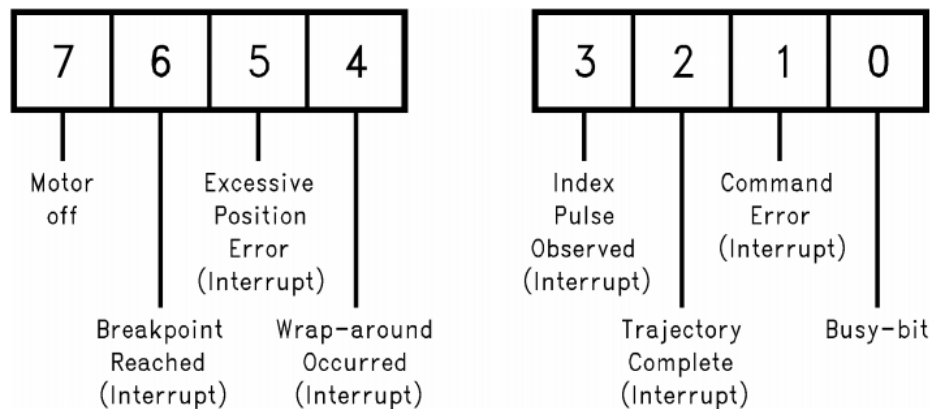 7 6 5 4 3 2 1 0
Motor
off
Excessive
Position
Error
(Interrupt)
Index
Pulse
Observed
(Interrupt)
Command
Error
(Interrupt)
Breakpoint
Reached
(Interrupt)
Wrap-around
Occurred
(Interrupt)
Trajectory
Complete
(Interrupt)
Busy-bit